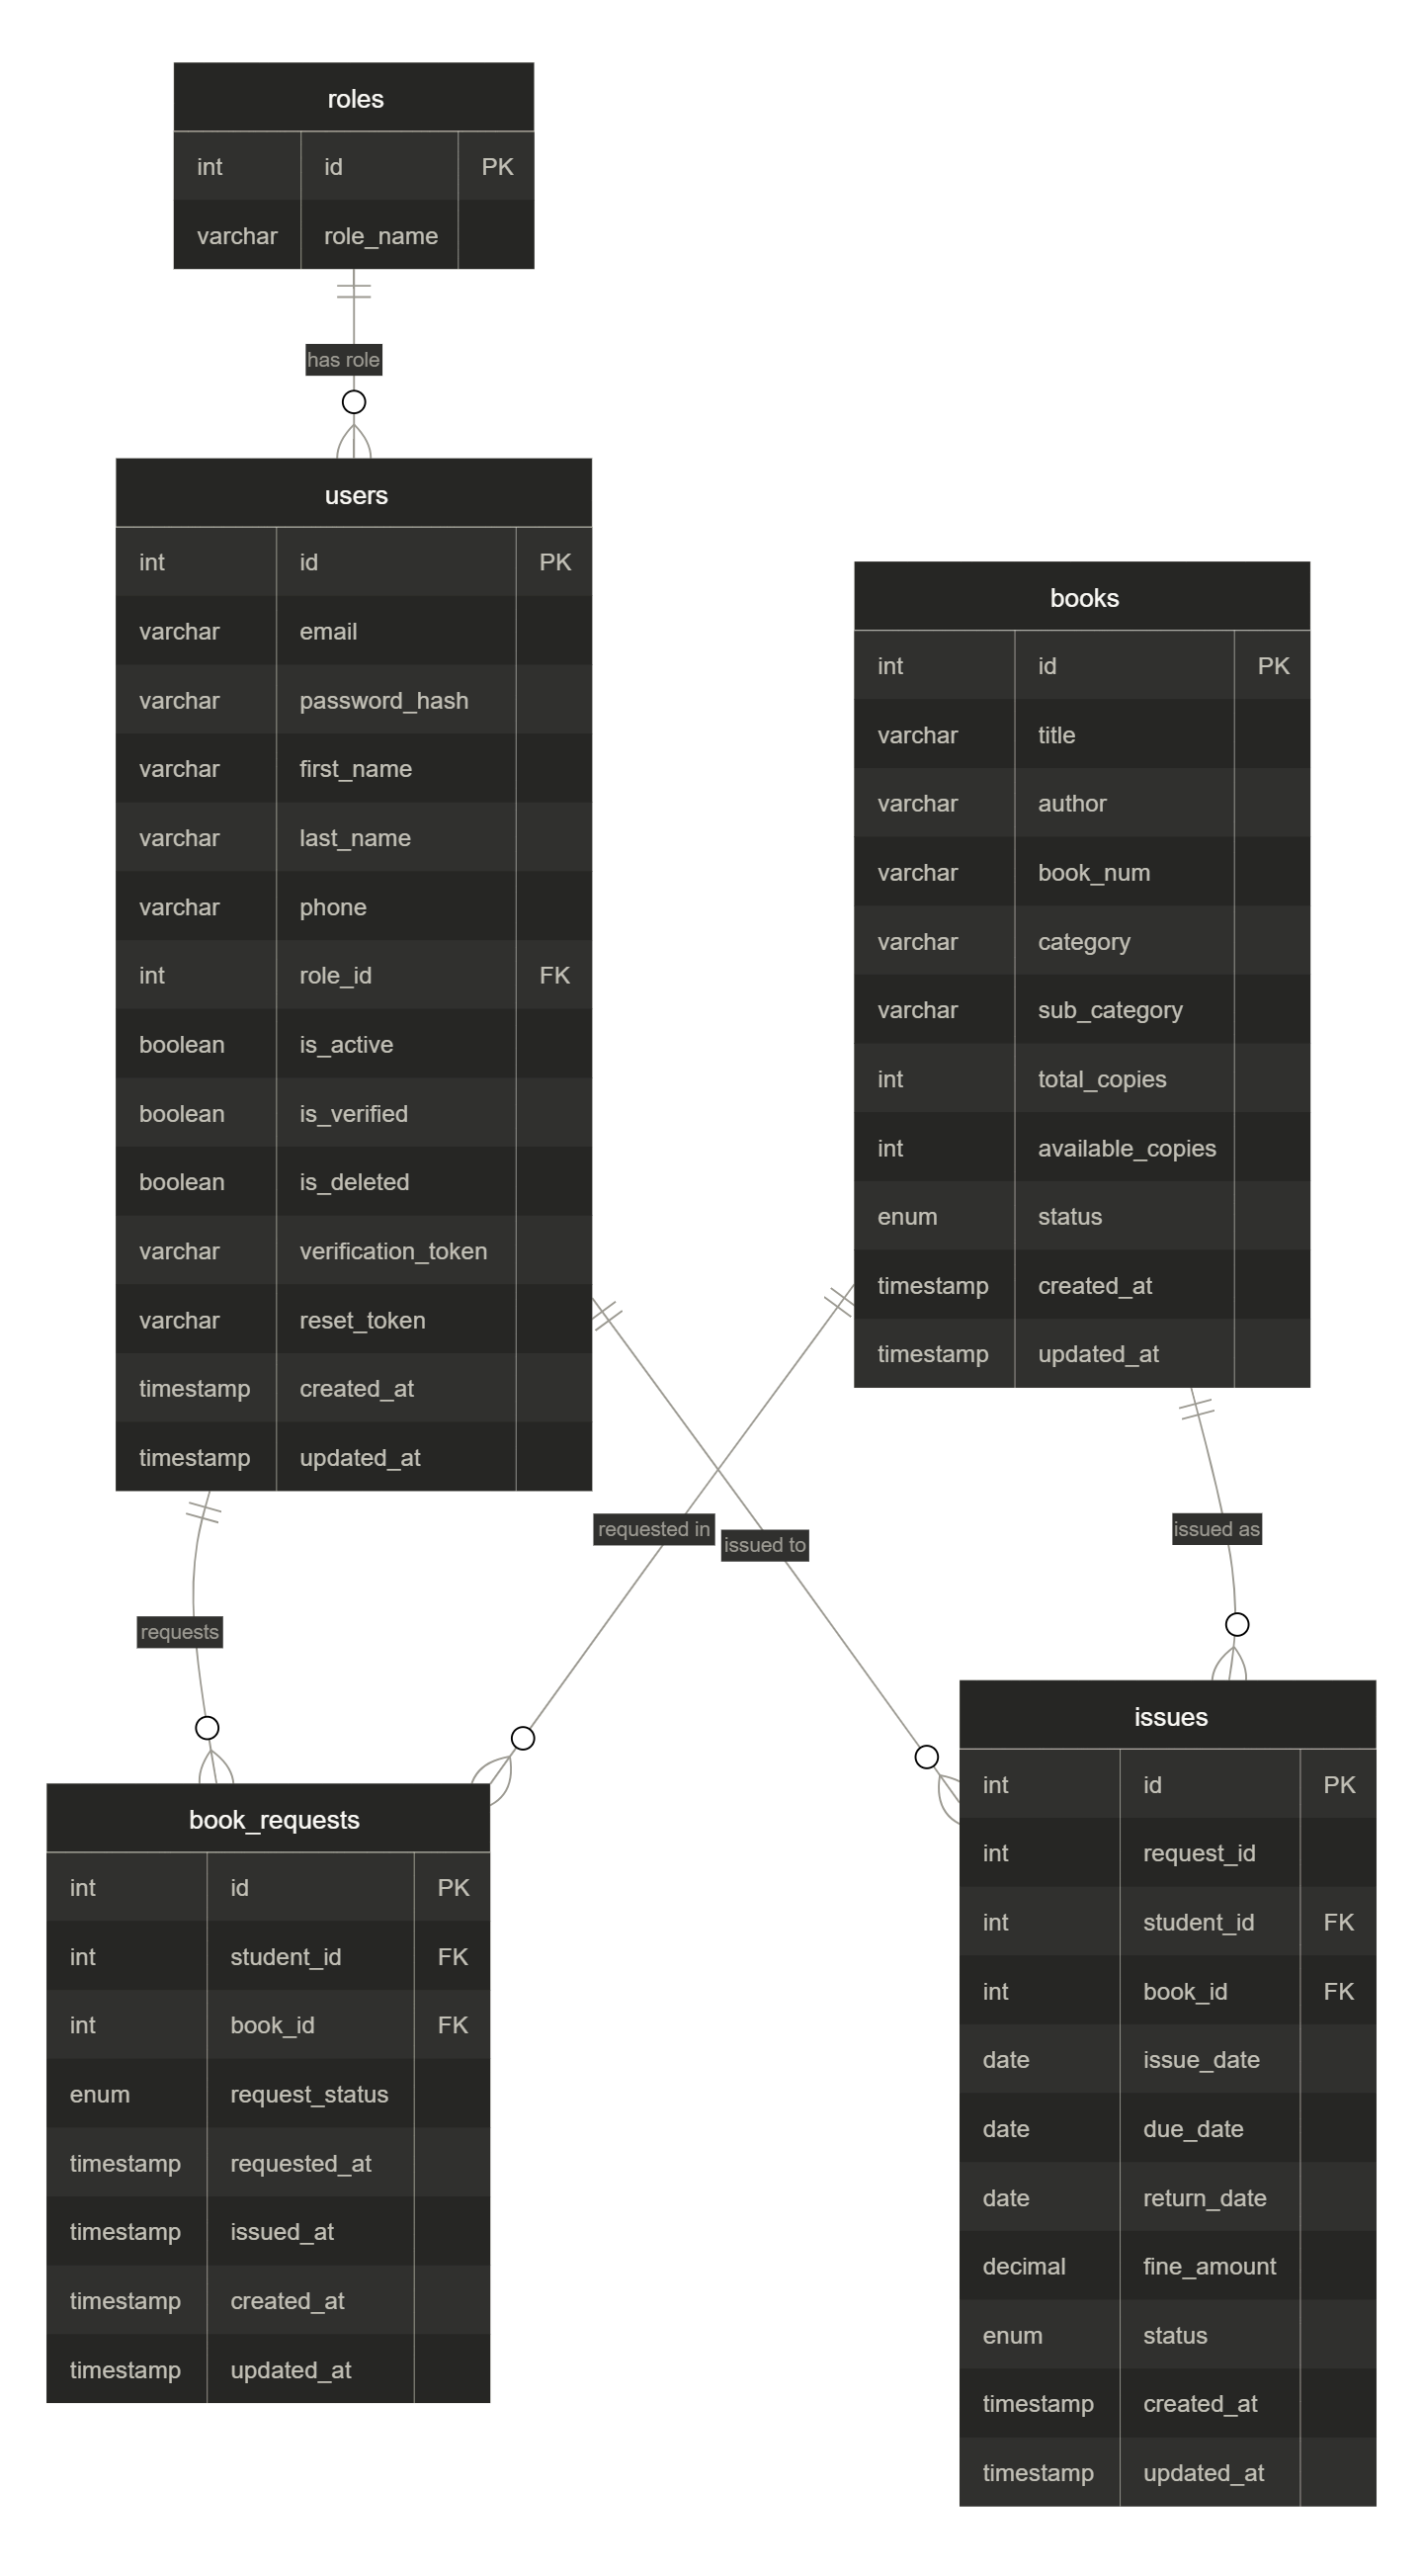 roles
int id PK
varchar role_name
has role
users
int id PK
varchar email
varchar password_hash
varchar first_name
varchar last_name
varchar phone
int role_id FK
boolean is_active
boolean is_verified
boolean is_deleted
varchar verification_token
varchar reset_token
timestamp created_at
timestamp updated_at
books
int id PK
varchar title
varchar author
varchar book_num
varchar category
varchar sub_category
int total_copies
int available_copies
enum status
timestamp created_at
timestamp updated_at
requests
requested in
issued to
issued as
book_requests
int id PK
int student_id FK
int book_id FK
enum request_status
timestamp requested_at
timestamp issued_at
timestamp created_at
timestamp updated_at
issues
int id PK
int request_id
int student_id FK
int book_id FK
date issue_date
date due_date
date return_date
decimal fine_amount
enum status
timestamp created_at
timestamp updated_at